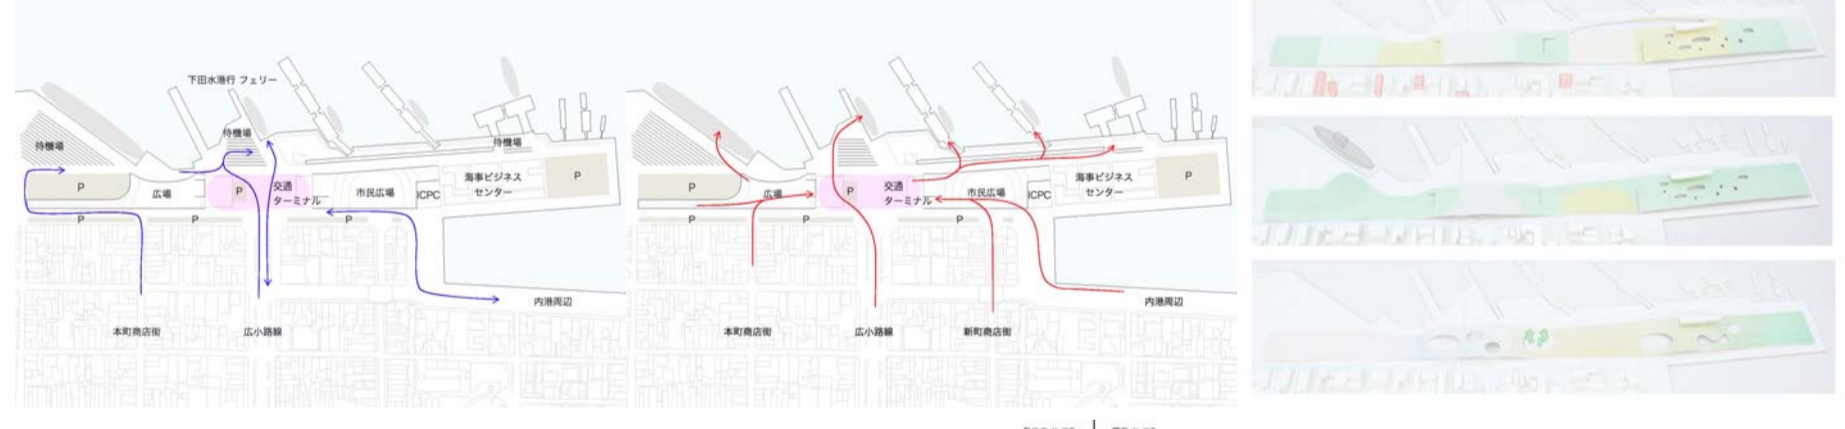 下田水港行 フェリー
待機場
待機場
待機場
P
広場
P
交通
ターミナル
市民広場
ICPC
海事ビジネス
センター
P
P
P
内港周辺
本町商店街
広小路線
P
広場
P
交通
ターミナル
市民広場
ICPC
海事ビジネス
センター
P
P
P
内港周辺
本町商店街
広小路線
新町商店街